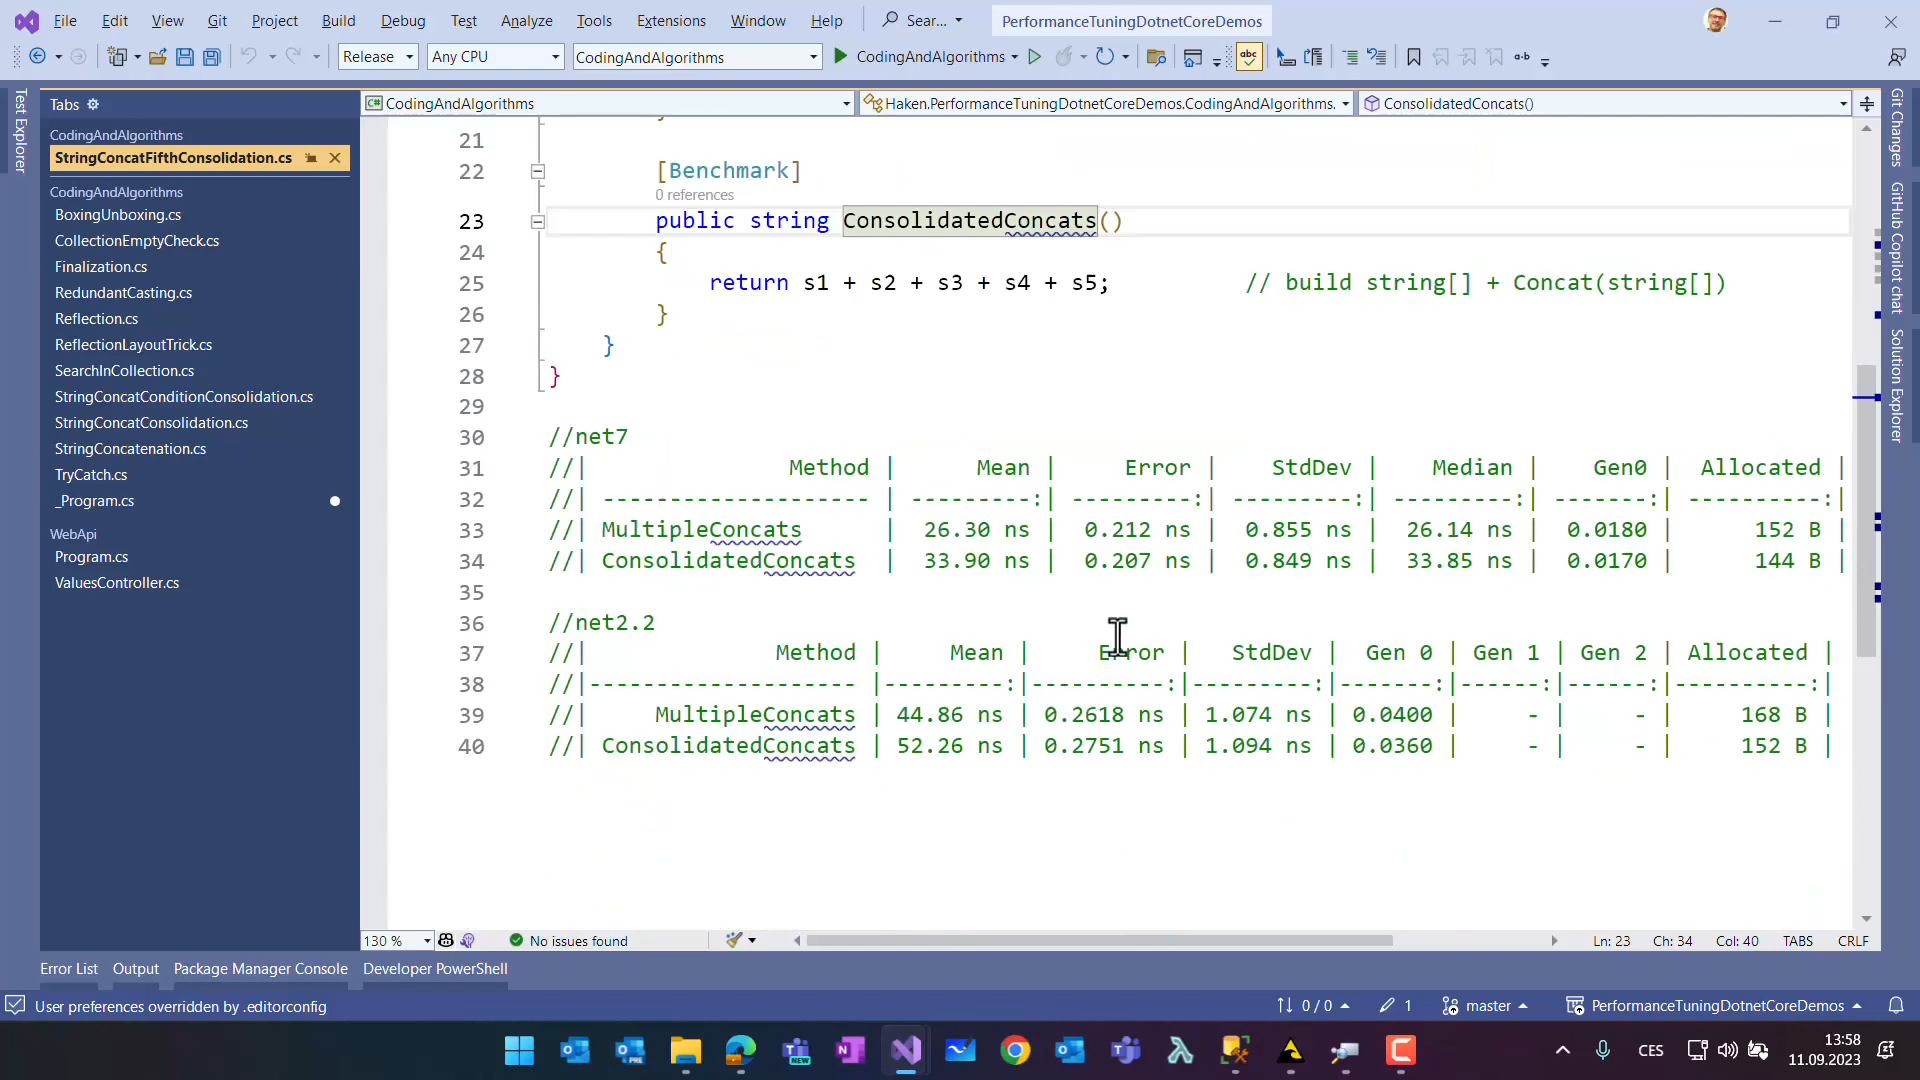 File Edit View Git Project Build Debug Test Analyze Tools Extensions Window Help Sear... PerformanceTuningDotnetCoreDemos
Release Any CPU CodingAndAlgorithms CodingAndAlgorithms
Test Explorer
Tabs
CodingAndAlgorithms
StringConcatFifthConsolidation.cs
CodingAndAlgorithms
BoxingUnboxing.cs
CollectionEmptyCheck.cs
Finalization.cs
RedundantCasting.cs
Reflection.cs
ReflectionLayoutTrick.cs
SearchInCollection.cs
StringConcatConditionConsolidation.cs
StringConcatConsolidation.cs
StringConcatenation.cs
TryCatch.cs
_Program.cs
WebApi
Program.cs
ValuesController.cs
CodingAndAlgorithms Haken.PerformanceTuningDotnetCoreDemos.CodingAndAlgorithms. ConsolidatedConcats()
21
22 [Benchmark]
0 references
23 public string ConsolidatedConcats()
24 {
25 return s1 + s2 + s3 + s4 + s5; // build string[] + Concat(string[])
26 }
27 }
28 }
29
30 //net7
31 //| Method | Mean | Error | StdDev | Median | Gen0 | Allocated |
32 //| -------------------- | ---------:| ---------:| ---------:| ---------:| -------:| ----------:|
33 //| MultipleConcats | 26.30 ns | 0.212 ns | 0.855 ns | 26.14 ns | 0.0180 | 152 B |
34 //| ConsolidatedConcats | 33.90 ns | 0.207 ns | 0.849 ns | 33.85 ns | 0.0170 | 144 B |
35
36 //net2.2
37 //| Method | Mean | Error | StdDev | Gen 0 | Gen 1 | Gen 2 | Allocated |
38 //|-------------------- |---------:|----------:|---------:|-------:|------:|------:|----------:|
39 //| MultipleConcats | 44.86 ns | 0.2618 ns | 1.074 ns | 0.0400 | - | - | 168 B |
40 //| ConsolidatedConcats | 52.26 ns | 0.2751 ns | 1.094 ns | 0.0360 | - | - | 152 B |
Git Changes
GitHub Copilot chat
Solution Explorer
130 % No issues found Ln: 23 Ch: 34 Col: 40 TABS CRLF
Error List Output Package Manager Console Developer PowerShell
User preferences overridden by .editorconfig 0 / 0 1 master PerformanceTuningDotnetCoreDemos
CES 13:58
11.09.2023